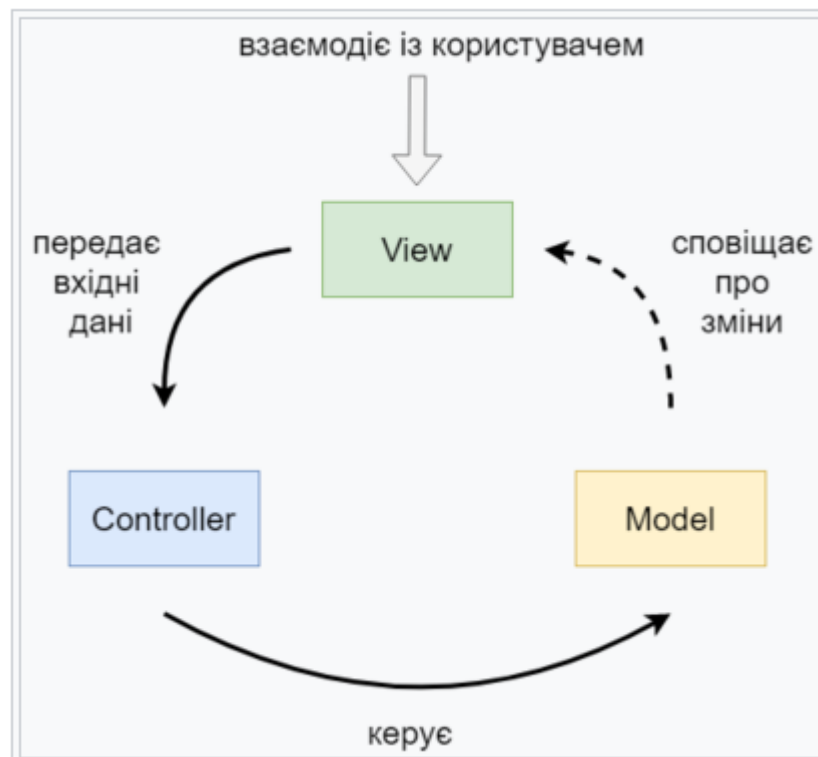 взаємодіє із користувачем
View
передає
вхідні
дані
сповіщає
про
зміни
Controller
Model
керує